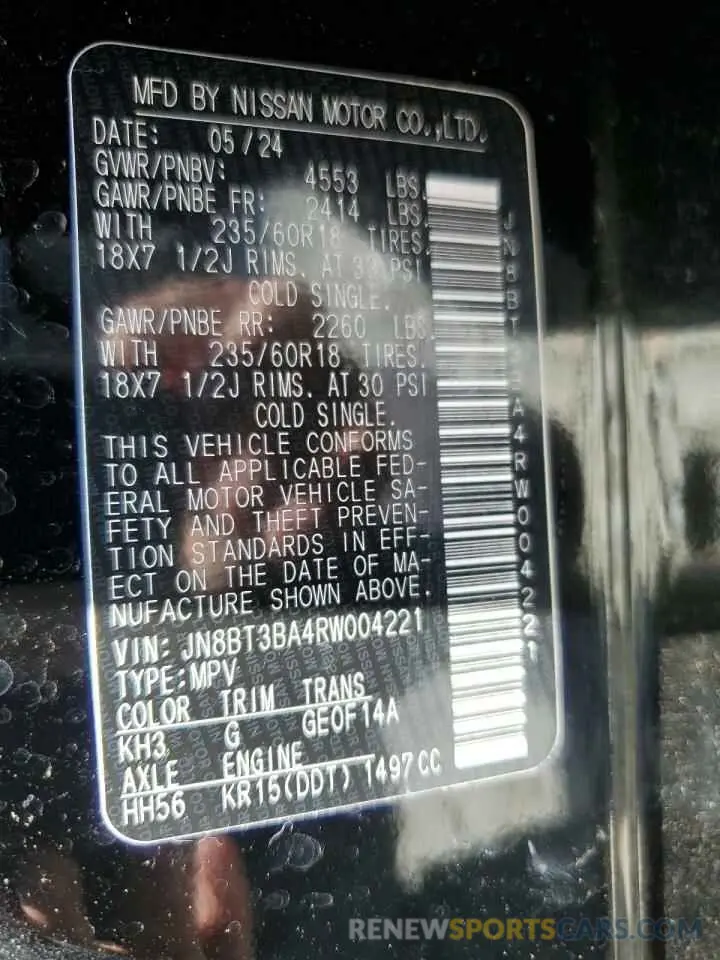 MFD BY NISSAN MOTOR CO.,LTD.
DATE: 05/24
GVWR/PNBV: 4553 LBS.
GAWR/PNBE FR: 2414 LBS.
WITH 235/60R18 TIRES.
18X7 1/2J RIMS. AT 33 PSI
COLD SINGLE.
GAWR/PNBE RR: 2260 LBS.
WITH 235/60R18 TIRES.
18X7 1/2J RIMS. AT 30 PSI
COLD SINGLE.
THIS VEHICLE CONFORMS
TO ALL APPLICABLE FED-
ERAL MOTOR VEHICLE SA-
FETY AND THEFT PREVEN-
TION STANDARDS IN EFF-
ECT ON THE DATE OF MA-
NUFACTURE SHOWN ABOVE.
VIN: JN8BT3BA4RW004221
TYPE:MPV
COLOR TRIM TRANS
KH3 G GE0F14A
AXLE ENGINE
HH56 KR15(DDT) 1497CC
JN8BT3BA4RW004221
RENEWSPORTSCARS.COM